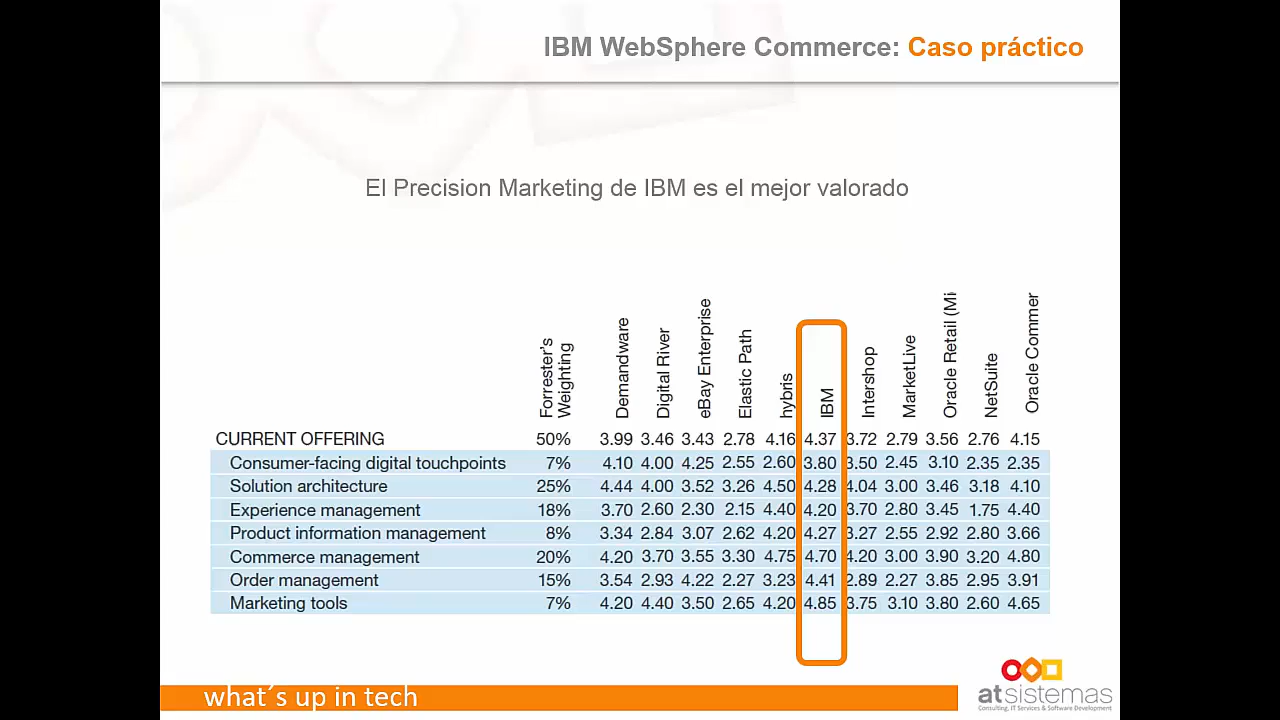 IBM WebSphere Commerce: Caso práctico
El Precision Marketing de IBM es el mejor valorado
Forrester's Weighting Demandware Digital River eBay Enterprise Elastic Path hybris IBM Intershop MarketLive Oracle Retail (Mi NetSuite Oracle Commer
CURRENT OFFERING 50% 3.99 3.46 3.43 2.78 4.16 4.37 3.72 2.79 3.56 2.76 4.15
Consumer-facing digital touchpoints 7% 4.10 4.00 4.25 2.55 2.60 3.80 3.50 2.45 3.10 2.35 2.35
Solution architecture 25% 4.44 4.00 3.52 3.26 4.50 4.28 4.04 3.00 3.46 3.18 4.10
Experience management 18% 3.70 2.60 2.30 2.15 4.40 4.20 3.70 2.80 3.45 1.75 4.40
Product information management 8% 3.34 2.84 3.07 2.62 4.20 4.27 3.27 2.55 2.92 2.80 3.66
Commerce management 20% 4.20 3.70 3.55 3.30 4.75 4.70 4.20 3.00 3.90 3.20 4.80
Order management 15% 3.54 2.93 4.22 2.27 3.23 4.41 2.89 2.27 3.85 2.95 3.91
Marketing tools 7% 4.20 4.40 3.50 2.65 4.20 4.85 3.75 3.10 3.80 2.60 4.65
what´s up in tech
atsistemas
Consulting, IT Services & Software Development